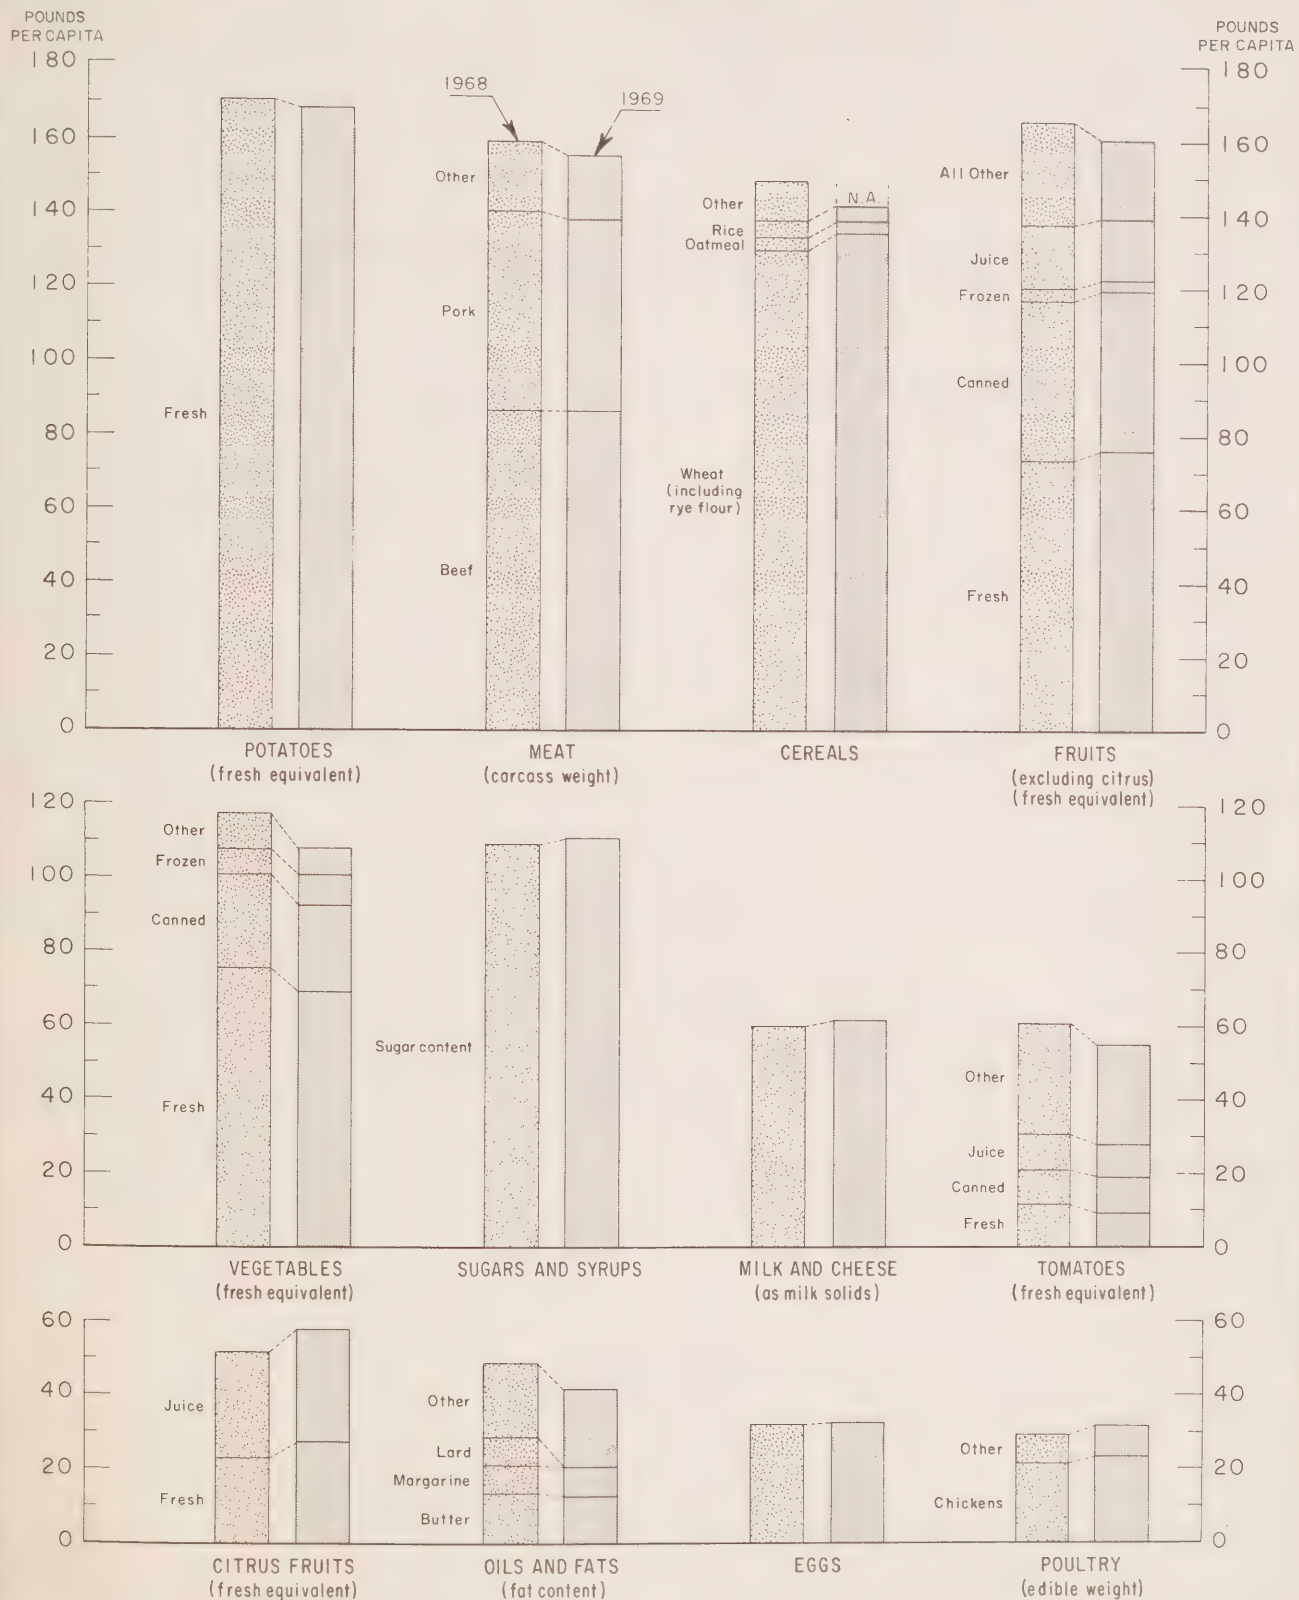 POUNDS
PER CAPITA
POUNDS
PER CAPITA
180
160
140
120
100
80
60
40
20
0
1968
1969
Fresh
Other
Pork
Beef
Other
Rice
Oatmeal
Wheat
(including
rye flour)
N.A.
All Other
Juice
Frozen
Canned
Fresh
180
160
140
120
100
80
60
40
20
0
POTATOES
(fresh equivalent)
MEAT
(carcass weight)
CEREALS
FRUITS
(excluding citrus)
(fresh equivalent)
120
100
80
60
40
20
0
Other
Frozen
Canned
Fresh
Sugar content
Other
Juice
Canned
Fresh
120
100
80
60
40
20
0
VEGETABLES
(fresh equivalent)
SUGARS AND SYRUPS
MILK AND CHEESE
(as milk solids)
TOMATOES
(fresh equivalent)
60
40
20
0
Juice
Fresh
Other
Lard
Margarine
Butter
Other
Chickens
60
40
20
0
CITRUS FRUITS
(fresh equivalent)
OILS AND FATS
(fat content)
EGGS
POULTRY
(edible weight)